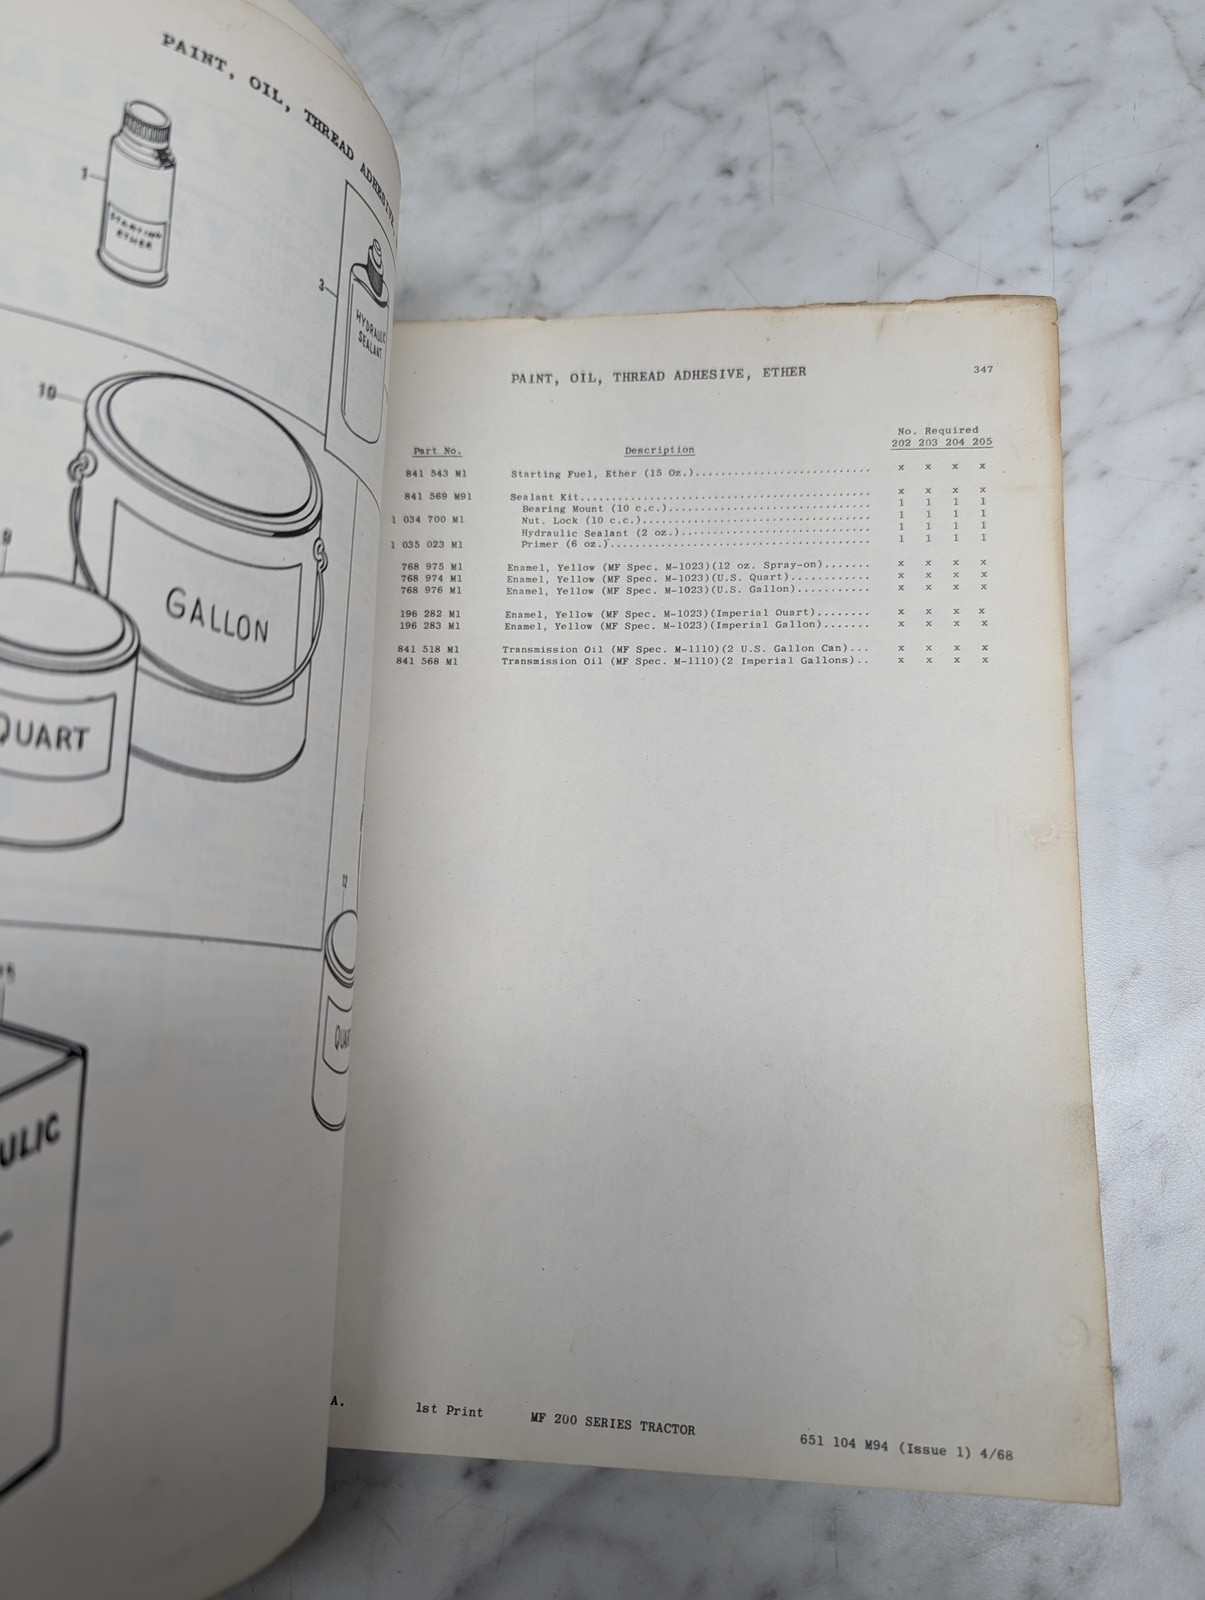 PAINT, OIL, THREAD ADHESIVE,
1
STARTING
ETHER
3
HYDRAULIC
SEALANT
10
GALLON
9
QUART
12
QUAR
ULIC
PAINT, OIL, THREAD ADHESIVE, ETHER 347
No. Required
Part No. Description 202 203 204 205
841 543 M1 Starting Fuel, Ether (15 Oz.)........................... x x x x
841 569 M91 Sealant Kit............................................. x x x x
Bearing Mount (10 c.c.)................................ 1 1 1 1
1 034 700 M1 Nut. Lock (10 c.c.).................................... 1 1 1 1
Hydraulic Sealant (2 oz.).............................. 1 1 1 1
1 035 023 M1 Primer (6 oz.)......................................... 1 1 1 1
768 975 M1 Enamel, Yellow (MF Spec. M-1023)(12 oz. Spray-on)....... x x x x
768 974 M1 Enamel, Yellow (MF Spec. M-1023)(U.S. Quart)............ x x x x
768 976 M1 Enamel, Yellow (MF Spec. M-1023)(U.S. Gallon)........... x x x x
196 282 M1 Enamel, Yellow (MF Spec. M-1023)(Imperial Ouart)........ x x x x
196 283 M1 Enamel, Yellow (MF Spec. M-1023)(Imperial Gallon)....... x x x x
841 518 M1 Transmission Oil (MF Spec. M-1110)(2 U.S. Gallon Can)... x x x x
841 568 M1 Transmission Oil (MF Spec. M-1110)(2 Imperial Gallons).. x x x x
A. 1st Print MF 200 SERIES TRACTOR 651 104 M94 (Issue 1) 4/68